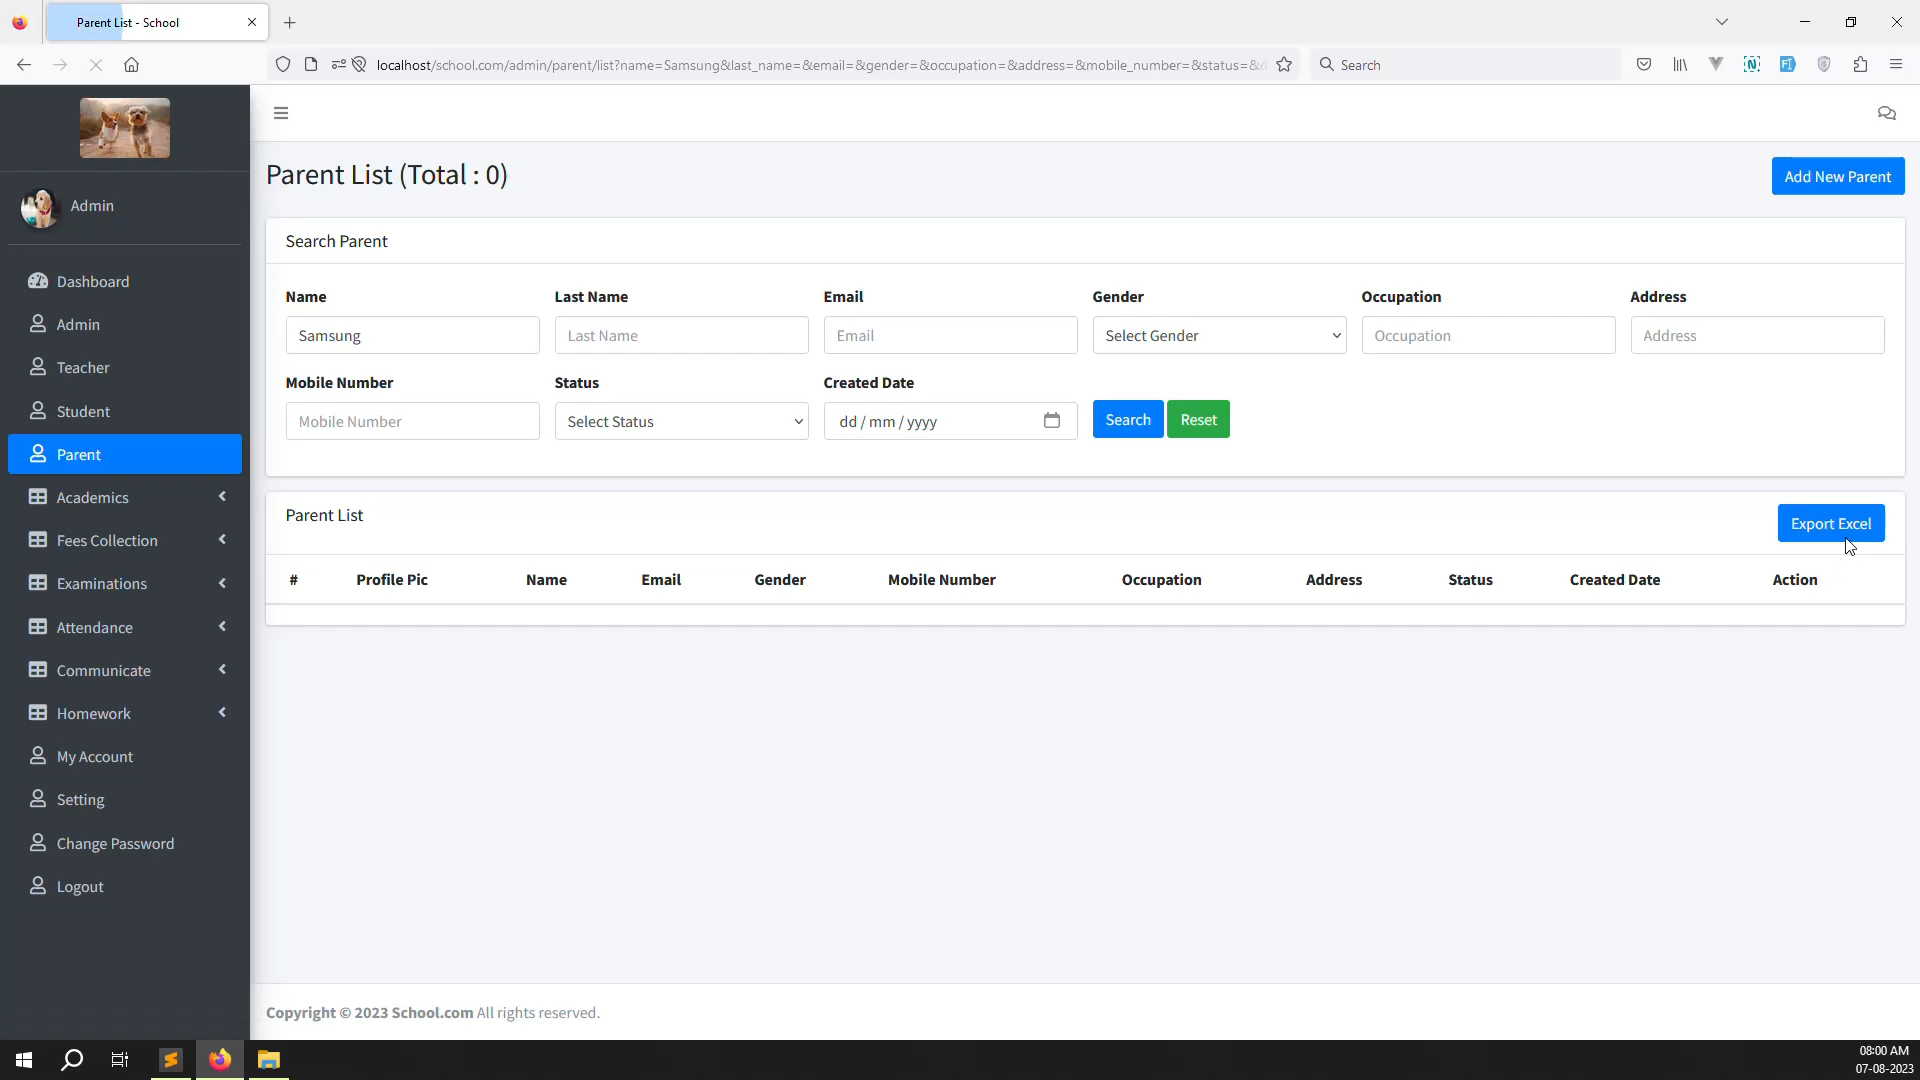 Parent List - School
localhost/school.com/admin/parent/list?name=Samsung&last_name=&email=&gender=&occupation=&address=&mobile_number=&status=&d
Search
Admin
Dashboard
Admin
Teacher
Student
Parent
Academics
Fees Collection
Examinations
Attendance
Communicate
Homework
My Account
Setting
Change Password
Logout
Parent List (Total : 0)
Add New Parent
Search Parent
Name Last Name Email Gender Occupation Address
Samsung Last Name Email Select Gender Occupation Address
Mobile Number Status Created Date
Mobile Number Select Status dd / mm / yyyy Search Reset
Parent List
Export Excel
# Profile Pic Name Email Gender Mobile Number Occupation Address Status Created Date Action
Copyright © 2023 School.com All rights reserved.
08:00 AM
07-08-2023